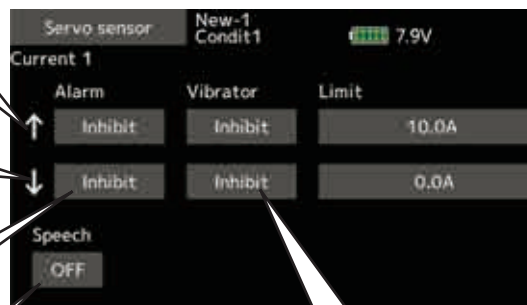 Servo sensor New-1
Condit1 7.9V
Current 1
Alarm Vibrator Limit
↑ Inhibit Inhibit 10.0A
↓ Inhibit Inhibit 0.0A
Speech
OFF